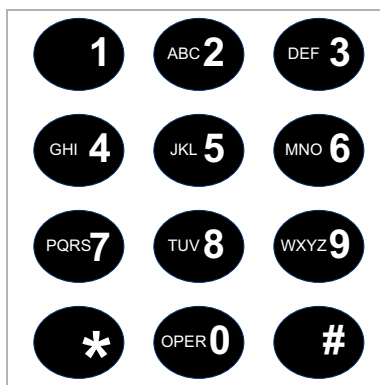 1 ABC 2 DEF 3
GHI 4 JKL 5 MNO 6
PQRS 7 TUV 8 WXYZ 9
* OPER 0 #